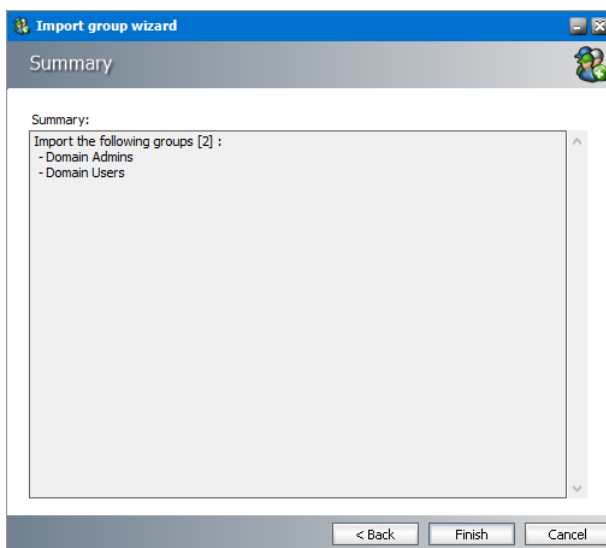 Import group wizard
Summary
Summary:
Import the following groups [2] :
- Domain Admins
- Domain Users
< Back
Finish
Cancel